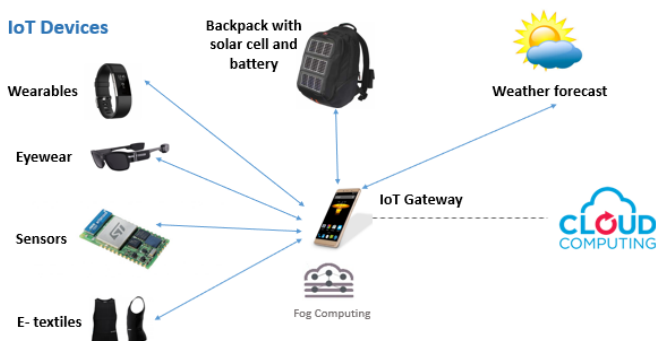 IoT Devices
Backpack with
solar cell and
battery
Wearables
Weather forecast
Eyewear
IoT Gateway
Sensors
CLOUD
COMPUTING
Fog Computing
E- textiles